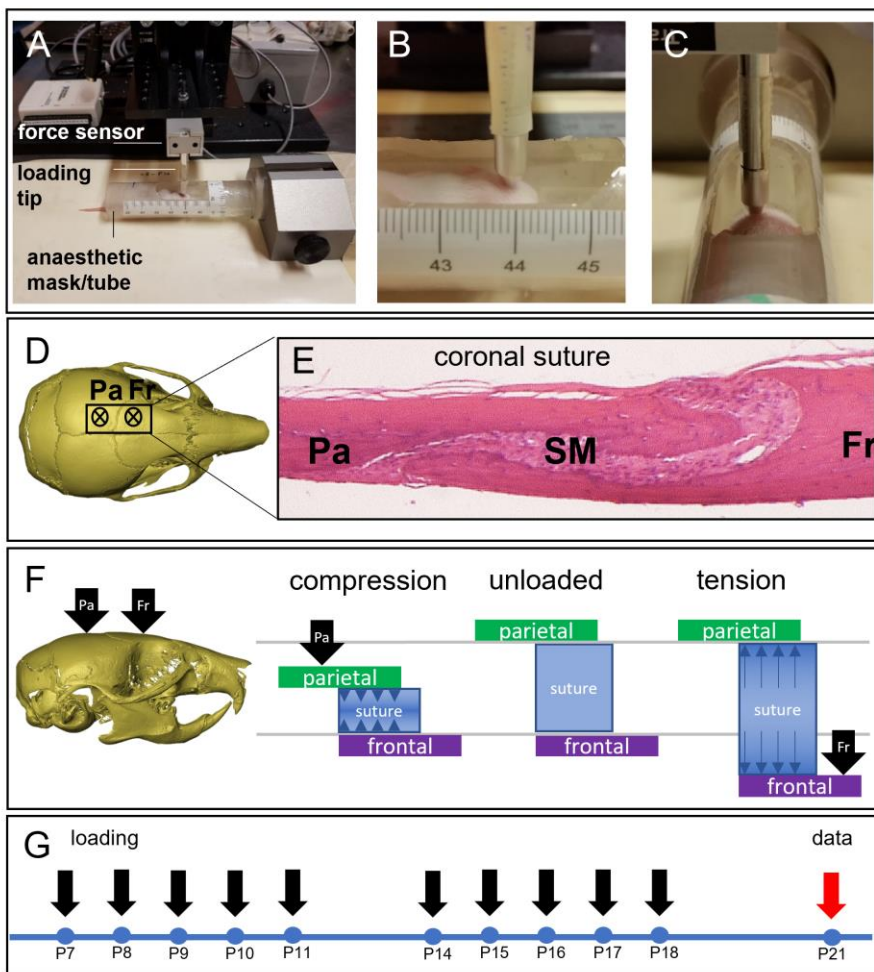 A
force sensor
loading
tip
anaesthetic
mask/tube
B
43 44 45
C
D
Pa Fr
E
coronal suture
Pa SM Fr
F
Pa Fr
compression unloaded tension
Pa
parietal
suture
frontal
parietal
suture
frontal
parietal
suture
Fr
frontal
G
loading data
P7 P8 P9 P10 P11 P14 P15 P16 P17 P18 P21